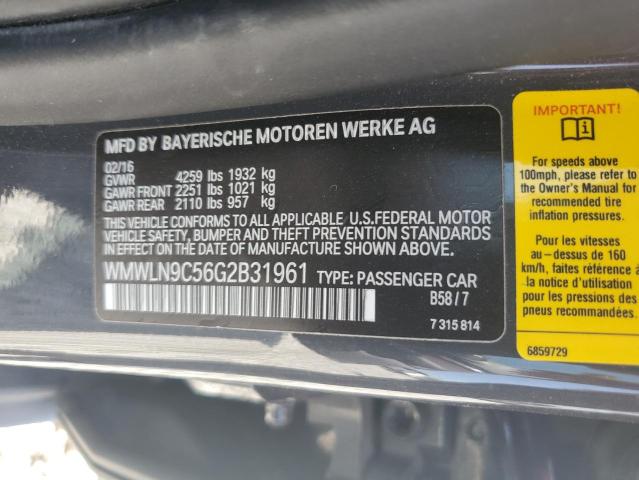 MFD BY BAYERISCHE MOTOREN WERKE AG
02/16
GVWR 4259 lbs 1932 kg
GAWR FRONT 2251 lbs 1021 kg
GAWR REAR 2110 lbs 957 kg
THIS VEHICLE CONFORMS TO ALL APPLICABLE U.S.FEDERAL MOTOR
VEHICLE SAFETY, BUMPER AND THEFT PREVENTION STANDARDS
IN EFFECT ON THE DATE OF MANUFACTURE SHOWN ABOVE.
WMWLN9C56G2B31961 TYPE: PASSENGER CAR
B58 / 7
7 315 814
IMPORTANT!
For speeds above
100mph, please refer to
the Owner's Manual for
recommended tire
inflation pressures.
Pour les vitesses
au-dessus de 160
km/h, référence à
la notice d'utilisation
pour les pressions des
pneus recommandées.
6859729